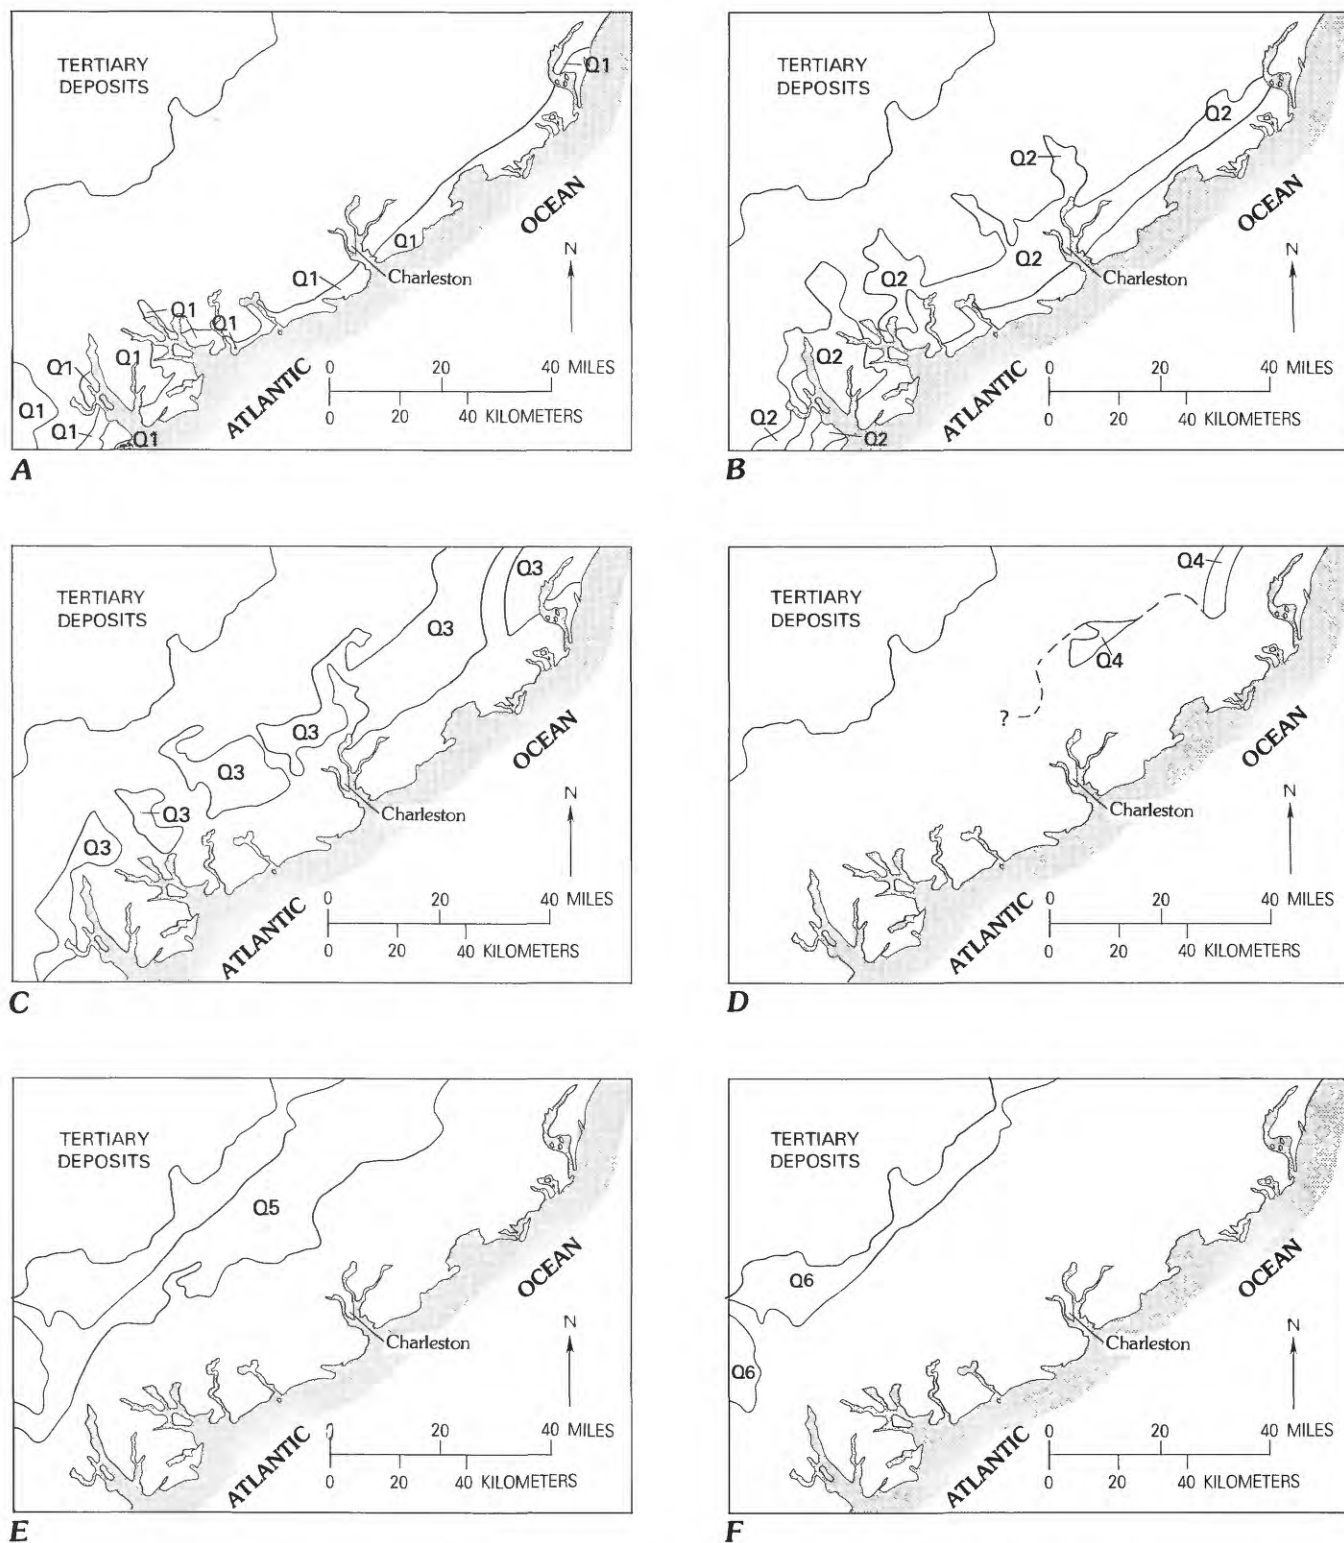 TERTIARY
DEPOSITS
Q1
Q1
Charleston
Q1
Q1
Q1
Q1
Q1
Q1
Q1
Q1
ATLANTIC
OCEAN
N
0 20 40 MILES
0 20 40 KILOMETERS
A
TERTIARY
DEPOSITS
Q2
Q2
Q2
Q2
Charleston
Q2
Q2
Q2
ATLANTIC
OCEAN
N
0 20 40 MILES
0 20 40 KILOMETERS
B
TERTIARY
DEPOSITS
Q3
Q3
Q3
Q3
Q3
Q3
Charleston
ATLANTIC
OCEAN
N
0 20 40 MILES
0 20 40 KILOMETERS
C
TERTIARY
DEPOSITS
Q4
Q4
?
Charleston
ATLANTIC
OCEAN
N
0 20 40 MILES
0 20 40 KILOMETERS
D
TERTIARY
DEPOSITS
Q5
Charleston
ATLANTIC
OCEAN
N
0 20 40 MILES
0 20 40 KILOMETERS
E
TERTIARY
DEPOSITS
Q6
Q6
Charleston
ATLANTIC
OCEAN
N
0 20 40 MILES
0 20 40 KILOMETERS
F